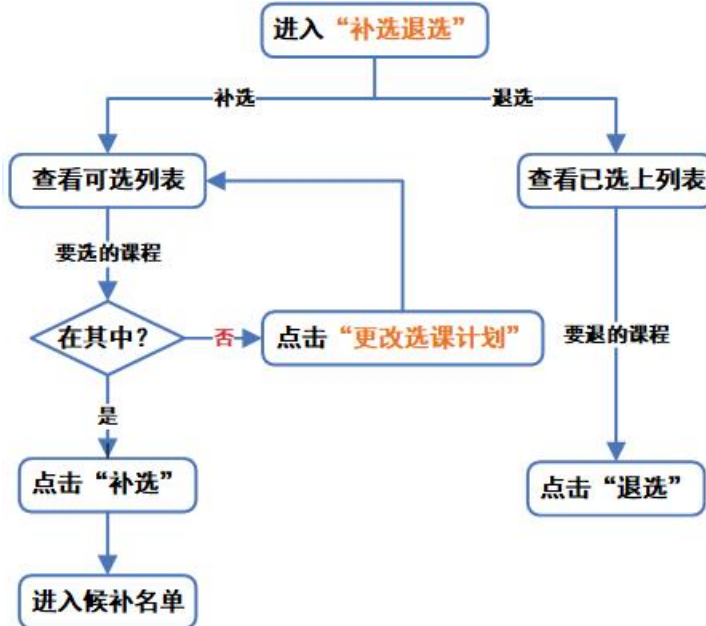 进入“补选退选”
补选
退选
查看可选列表
查看已选上列表
要选的课程
在其中?
否
点击“更改选课计划”
要退的课程
是
点击“补选”
点击“退选”
进入候补名单